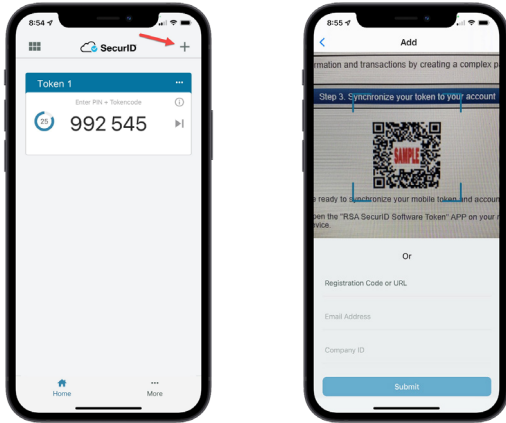 8:54
SecurID
Token 1
Enter PIN + Tokencode
25
992 545
Home
More
8:55
Add
rmation and transactions by creating a complex p
Step 3. Synchronize your token to your account
SAMPLE
ready to synchronize your mobile token and accoun
pen the "RSA SecurID Software Token" APP on your
vice.
Or
Registration Code or URL
Email Address
Company ID
Submit